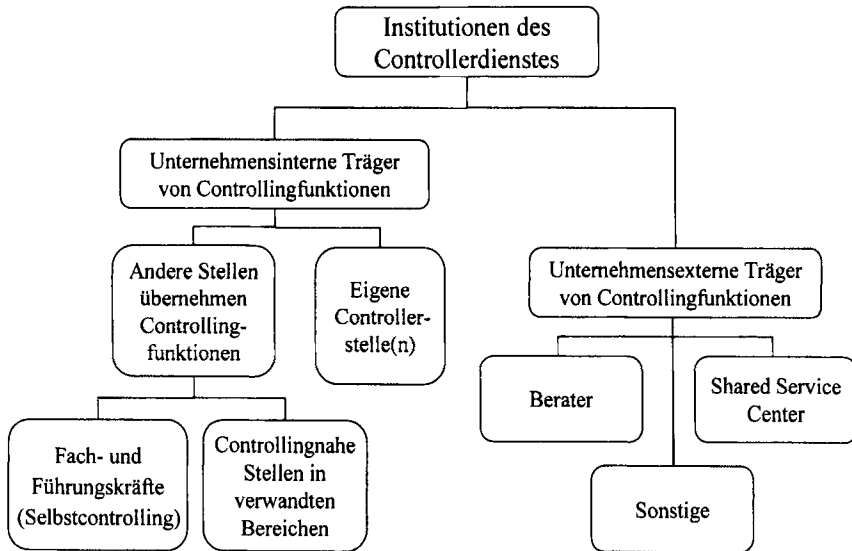 Institutionen des
Controllerdienstes
Unternehmensinterne Träger
von Controllingfunktionen
Andere Stellen
übernehmen
Controlling-
funktionen
Eigene
Controller-
stelle(n)
Unternehmensexterne Träger
von Controllingfunktionen
Fach- und
Führungskräfte
(Selbstcontrolling)
Controllingnahe
Stellen in
verwandten
Bereichen
Berater
Shared Service
Center
Sonstige